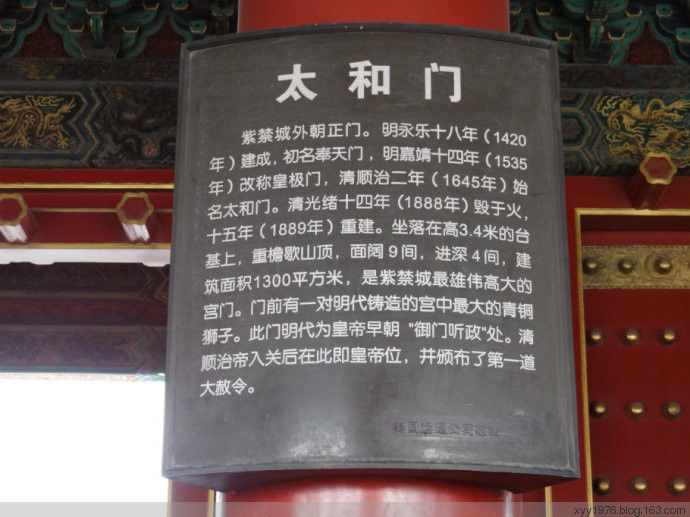 太和门
紫禁城外朝正门。明永乐十八年（1420
年）建成，初名奉天门，明嘉靖十四年（1535
年）改称皇极门，清顺治二年（1645年）始
名太和门。清光绪十四年（1888年）毁于火，
十五年（1889年）重建。坐落在高3.4米的台
基上，重檐歇山顶，面阔９间，进深４间，建
筑面积1300平方米，是紫禁城最雄伟高大的
宫门。门前有一对明代铸造的宫中最大的青铜
狮子。此门明代为皇帝早朝 "御门听政"处。清
顺治帝入关后在此即皇帝位，并颁布了第一道
大赦令。
美国运通公司
xyy1976.blog.163.com